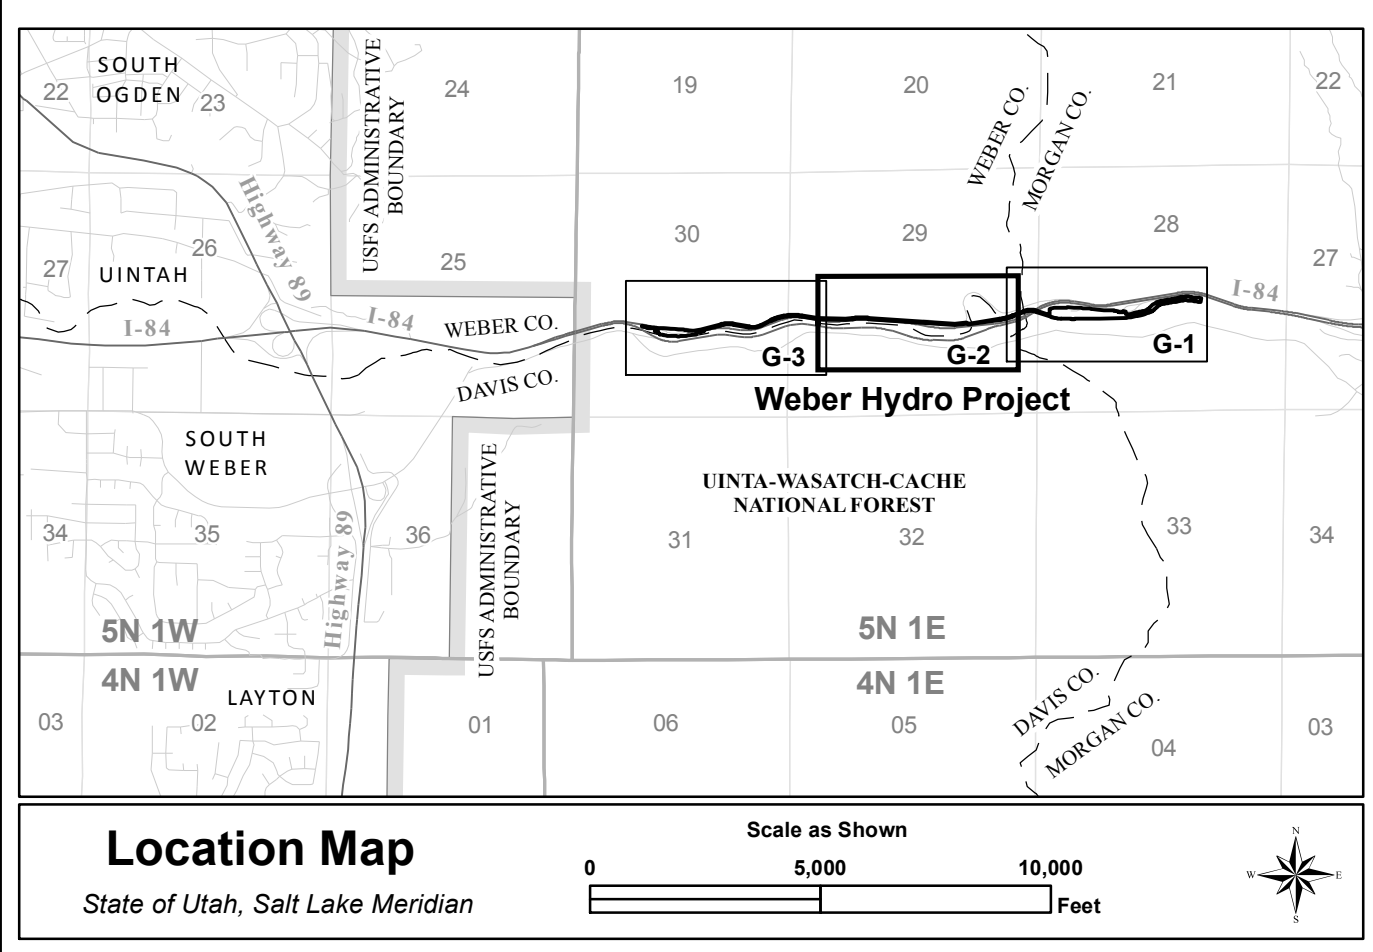 SOUTH
OGDEN
22
23
24
19
20
21
22
USFS ADMINISTRATIVE
BOUNDARY
WEBER CO.
MORGAN CO.
Highway 89
26
27
UINTAH
25
30
29
28
27
I-84
I-84
I-84
WEBER CO.
DAVIS CO.
G-3
G-2
G-1
Weber Hydro Project
SOUTH
WEBER
USFS ADMINISTRATIVE
BOUNDARY
UINTA-WASATCH-CACHE
NATIONAL FOREST
34
35
36
31
32
33
34
Highway 89
5N 1W
5N 1E
4N 1W
4N 1E
LAYTON
DAVIS CO.
MORGAN CO.
03
02
01
06
05
04
03
Location Map
State of Utah, Salt Lake Meridian
Scale as Shown
0
5,000
10,000
Feet
N
W
E
S